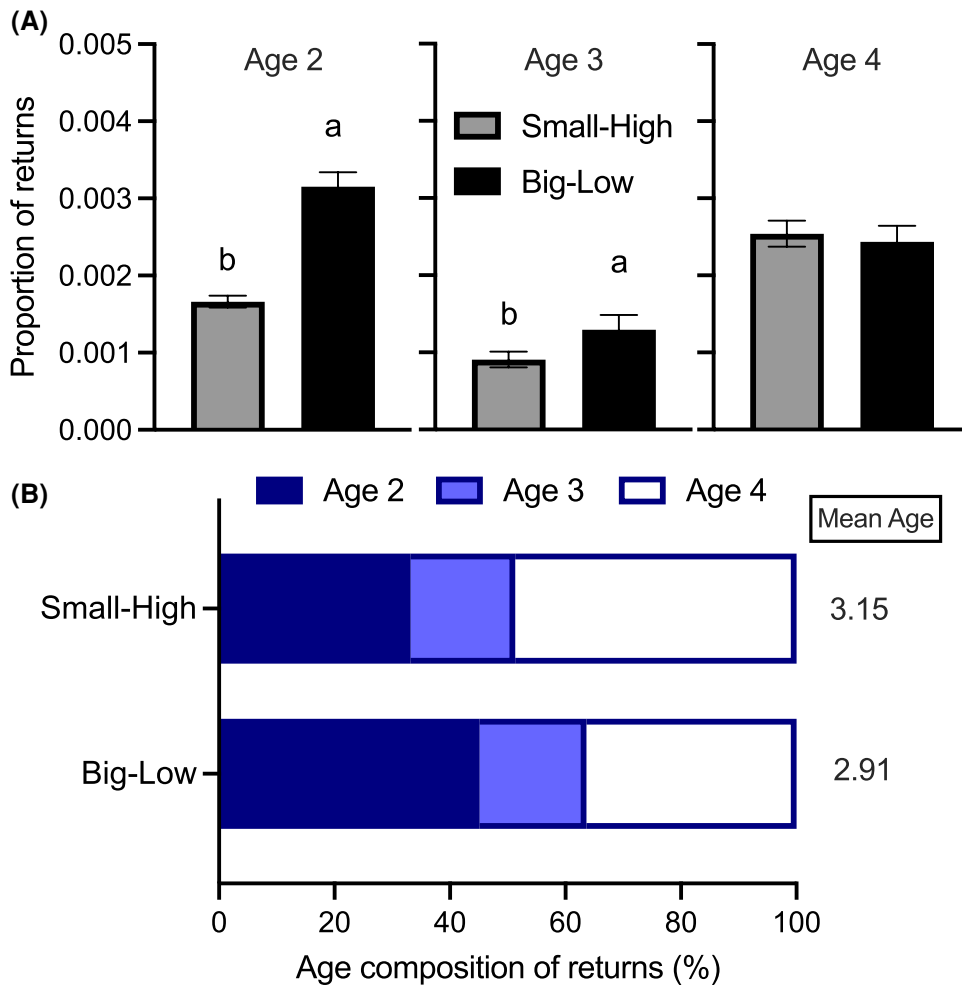 (A)
Proportion of returns
0.005
0.004
0.003
0.002
0.001
0.000
Age 2
b
a
Age 3
Small-High
Big-Low
b
a
Age 4
(B)
Age 2
Age 3
Age 4
Mean Age
Small-High
3.15
Big-Low
2.91
0 20 40 60 80 100
Age composition of returns (%)